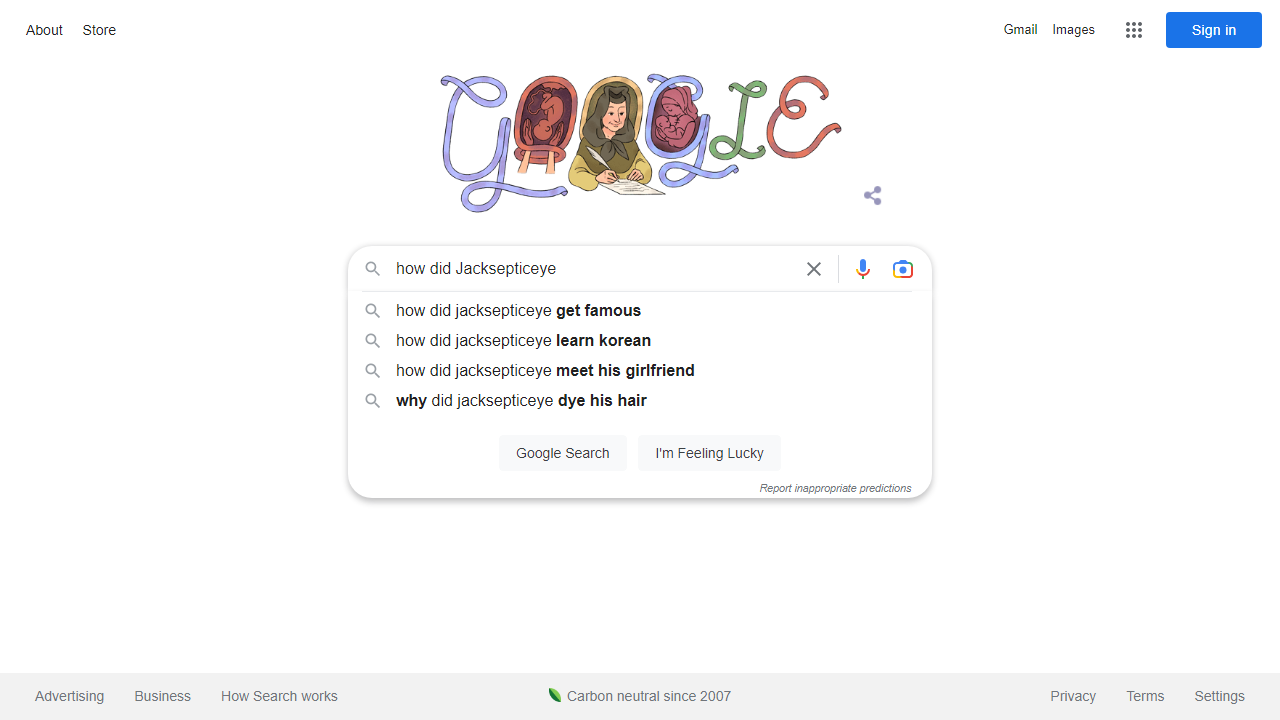 About Store Gmail Images Sign in
GOOGLE
how did Jacksepticeye
how did jacksepticeye get famous
how did jacksepticeye learn korean
how did jacksepticeye meet his girlfriend
why did jacksepticeye dye his hair
Google Search I'm Feeling Lucky
Report inappropriate predictions
Advertising Business How Search works Carbon neutral since 2007 Privacy Terms Settings